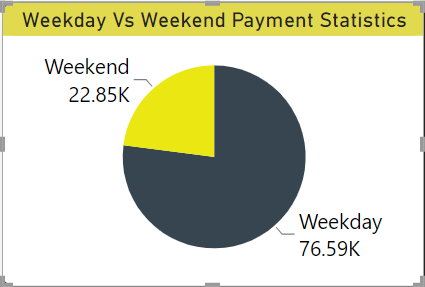 Weekday Vs Weekend Payment Statistics
Weekend
22.85K
Weekday
76.59K